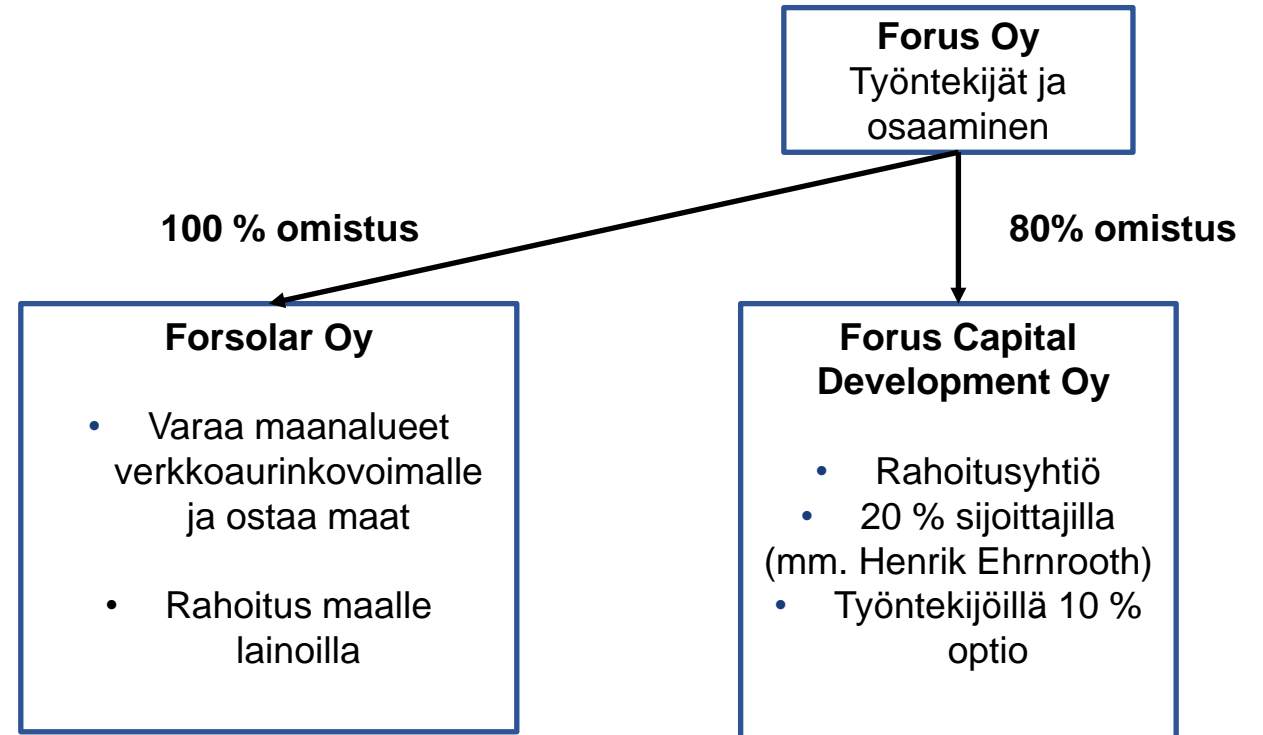 Forus Oy
Työntekijät ja
osaaminen
100 % omistus
80% omistus
Forsolar Oy
• Varaa maanalueet
verkkoaurinkovoimalle
ja ostaa maat
• Rahoitus maalle
lainoilla
Forus Capital
Development Oy
• Rahoitusyhtiö
• 20 % sijoittajilla
(mm. Henrik Ehrnrooth)
• Työntekijöillä 10 %
optio